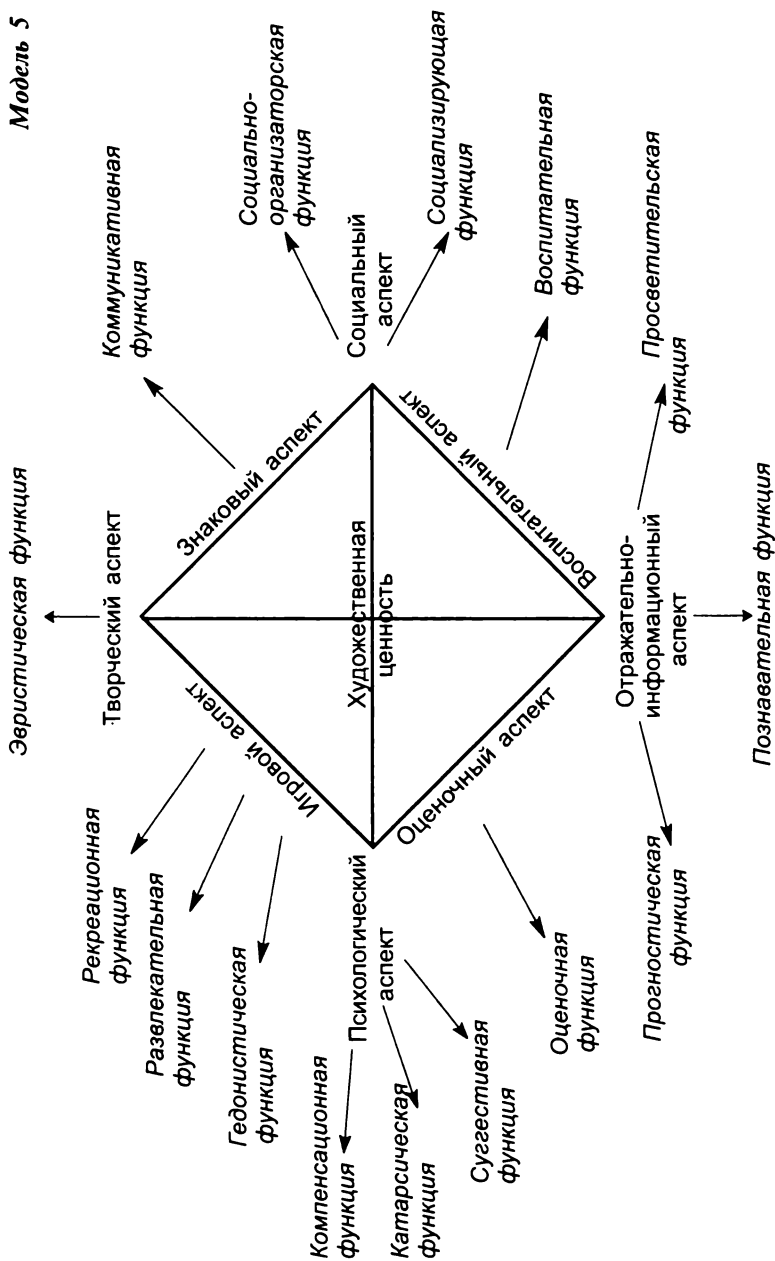 Модель 5
Эвристическая функция
Творческий аспект
Рекреационная
функция
Развлекательная
функция
Гедонистическая
функция
Игровой аспект
Знаковый аспект
Коммуникативная
функция
Компенсационная
функция
Катарсическая
функция
Суггестивная
функция
Психологический
аспект
Художественная
ценность
Социальный
аспект
Социально-
организаторская
функция
Социализирующая
функция
Оценочный аспект
Оценочная
функция
Воспитательный аспект
Воспитательная
функция
Отражательно-
информационный
аспект
Прогностическая
функция
Просветительская
функция
Познавательная функция